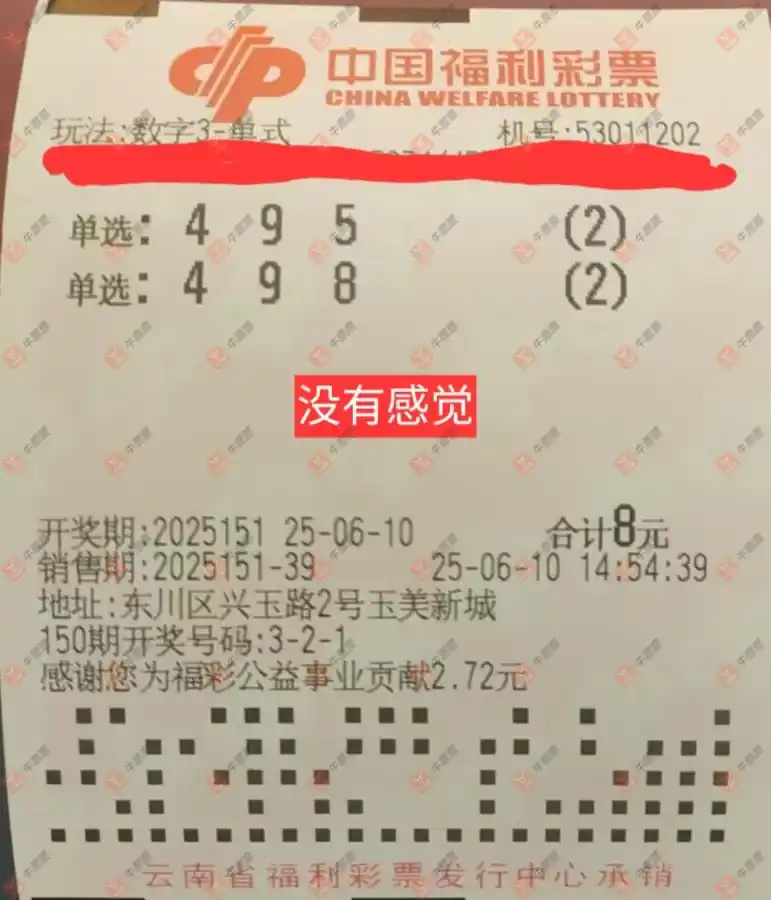 中国福利彩票
CHINA WELFARE LOTTERY
玩法:数字3-单式 机号:53011202
单选: 4 9 5 (2)
单选: 4 9 8 (2)
没有感觉
开奖期:2025151 25-06-10 合计8元
销售期:2025151-39 25-06-10 14:54:39
地址:东川区兴玉路2号玉美新城
150期开奖号码:3-2-1
感谢您为福彩公益事业贡献2.72元
云南省福利彩票发行中心承销